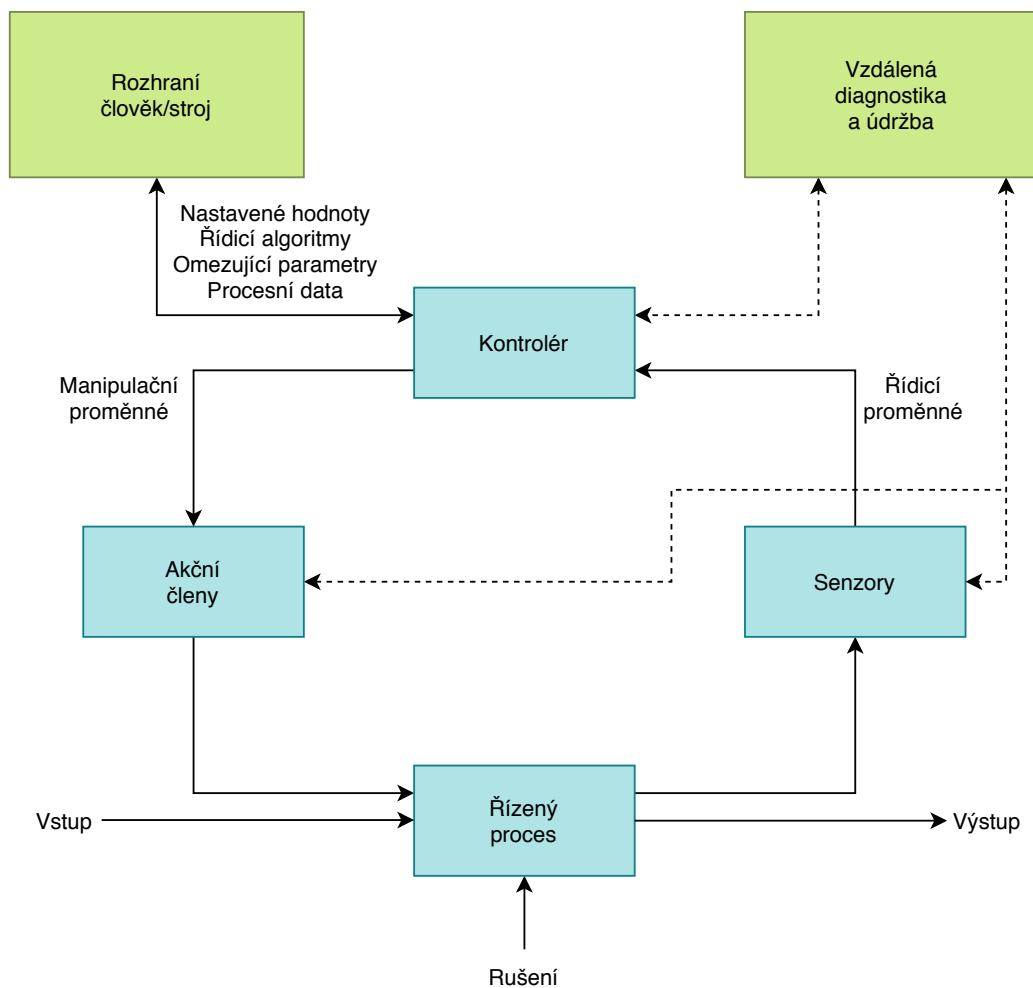 Rozhraní
člověk/stroj
Vzdálená
diagnostika
a údržba
Nastavené hodnoty
Řídicí algoritmy
Omezující parametry
Procesní data
Kontrolér
Manipulační
proměnné
Řídicí
proměnné
Akční
členy
Senzory
Řízený
proces
Vstup
Výstup
Rušení